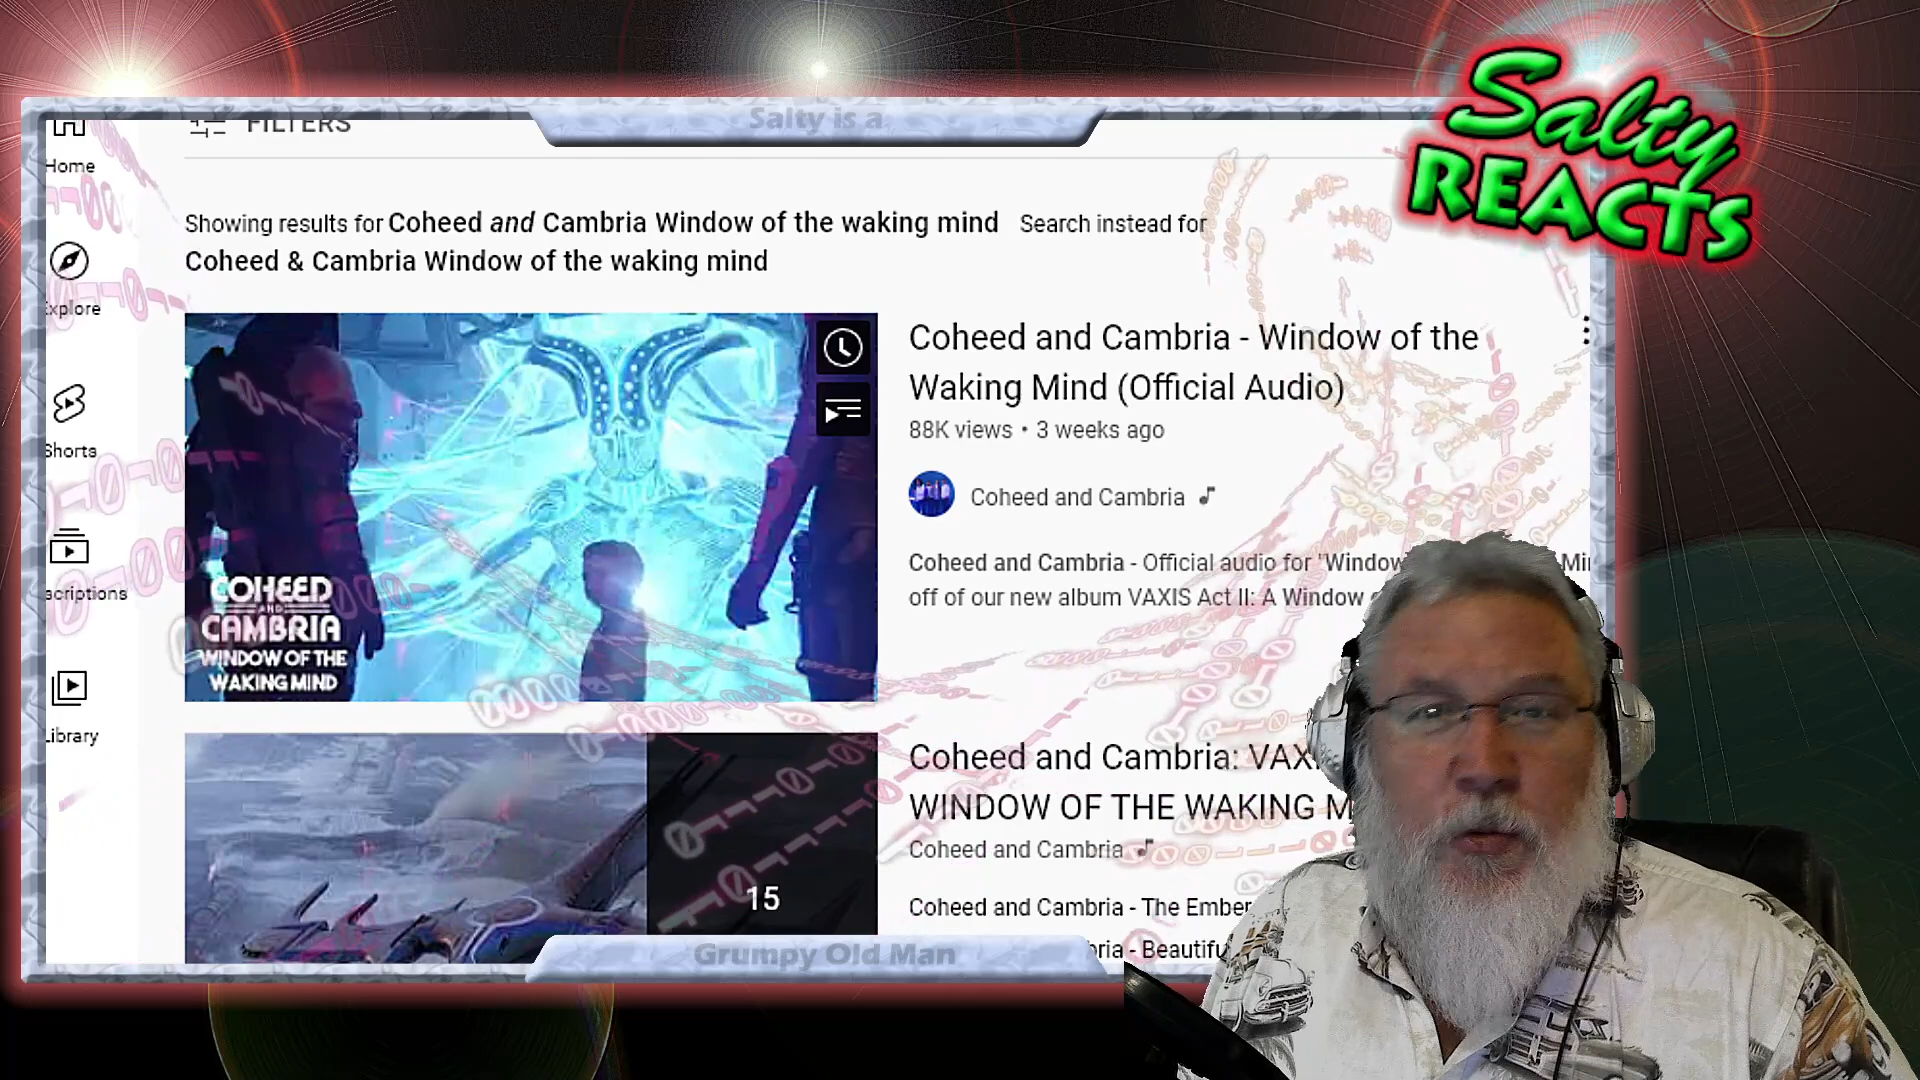 Salty is a
Salty
REACTS
FILTERS
Home
Showing results for Coheed and Cambria Window of the waking mind Search instead for
Coheed & Cambria Window of the waking mind
Explore
Coheed and Cambria - Window of the
Waking Mind (Official Audio)
88K views • 3 weeks ago
Shorts
Coheed and Cambria
Coheed and Cambria - Official audio for "Window
off of our new album VAXIS Act II: A Window
scriptions
COHEED
AND
CAMBRIA
WINDOW OF THE
WAKING MIND
Library
Coheed and Cambria: VAXI
WINDOW OF THE WAKING M
Coheed and Cambria
15
Coheed and Cambria - The Ember
bria - Beautifu
Grumpy Old Man